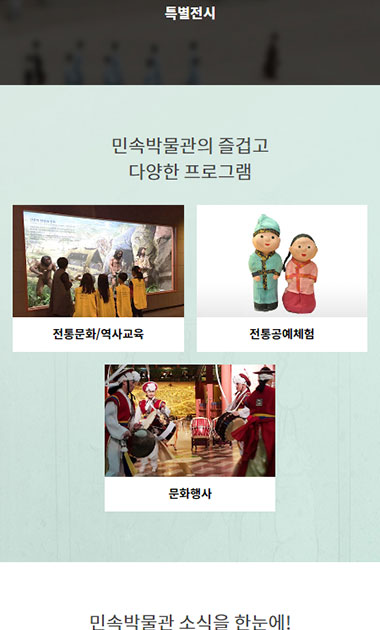 특별전시
민속박물관의 즐겁고
다양한 프로그램
전통문화/역사교육
전통공예체험
문화행사
민속박물관 소식을 한눈에!